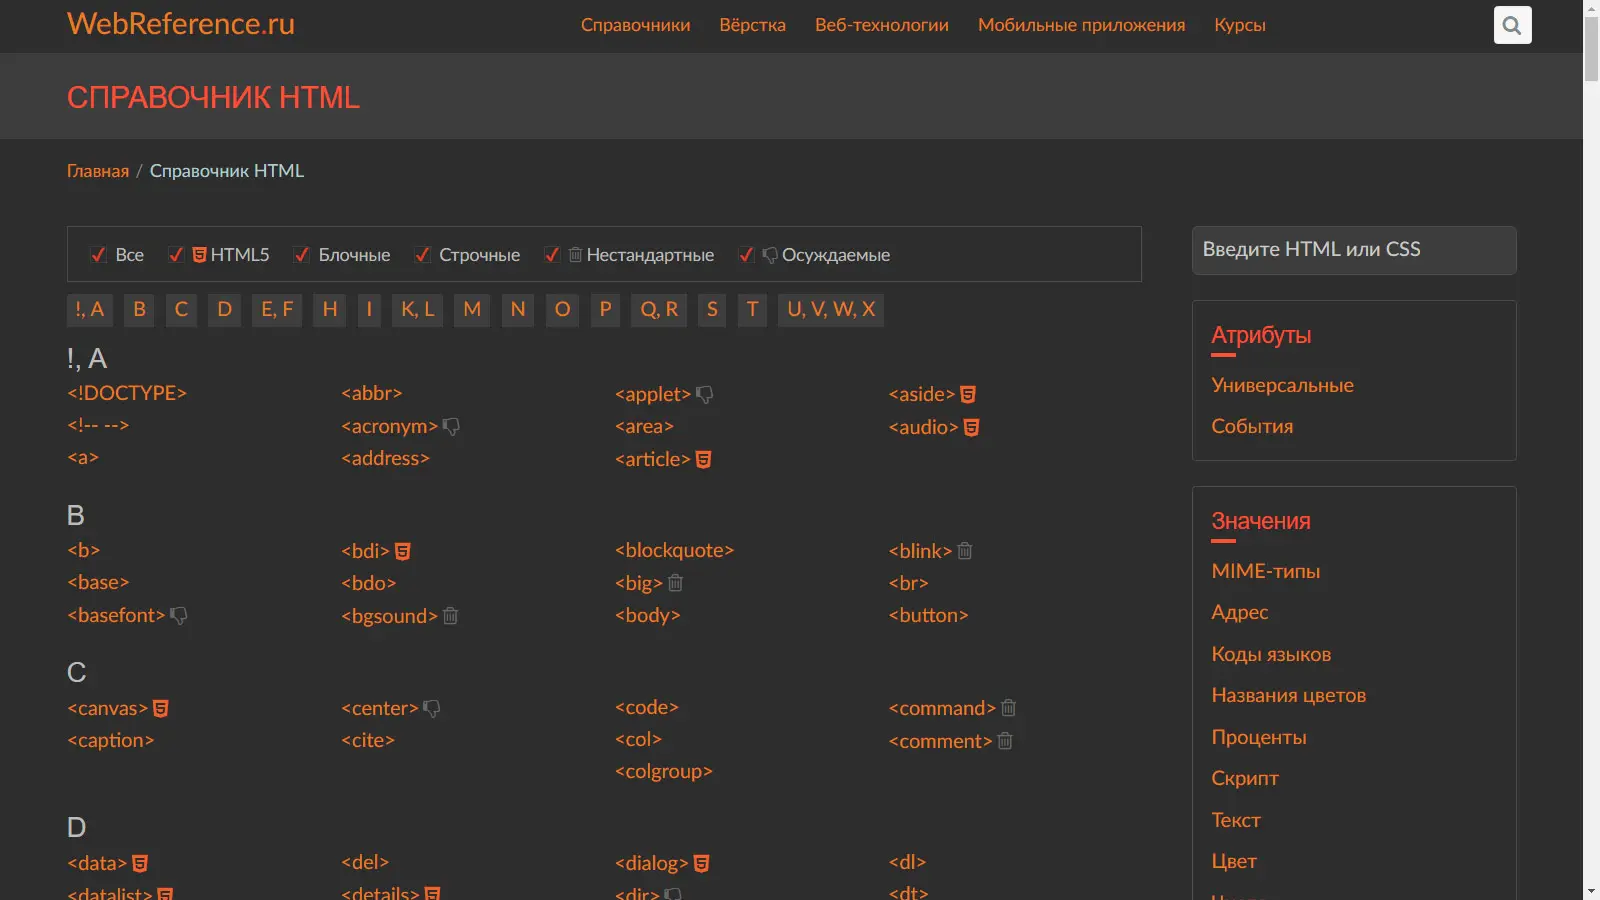 WebReference.ru
Справочники Вёрстка Веб-технологии Мобильные приложения Курсы
СПРАВОЧНИК HTML
Главная / Справочник HTML
Все HTML5 Блочные Строчные Нестандартные Осуждаемые
!, A B C D E, F H I K, L M N O P Q, R S T U, V, W, X
!, A
<!DOCTYPE> <abbr> <applet> <aside>
<!-- --> <acronym> <area> <audio>
<a> <address> <article>
B
<b> <bdi> <blockquote> <blink>
<base> <bdo> <big> <br>
<basefont> <bgsound> <body> <button>
C
<canvas> <center> <code> <command>
<caption> <cite> <col> <comment>
<colgroup>
D
<data> <del> <dialog> <dl>
<datalist> <details> <dir> <dt>
Введите HTML или CSS
Атрибуты
Универсальные
События
Значения
MIME-типы
Адрес
Коды языков
Названия цветов
Проценты
Скрипт
Текст
Цвет